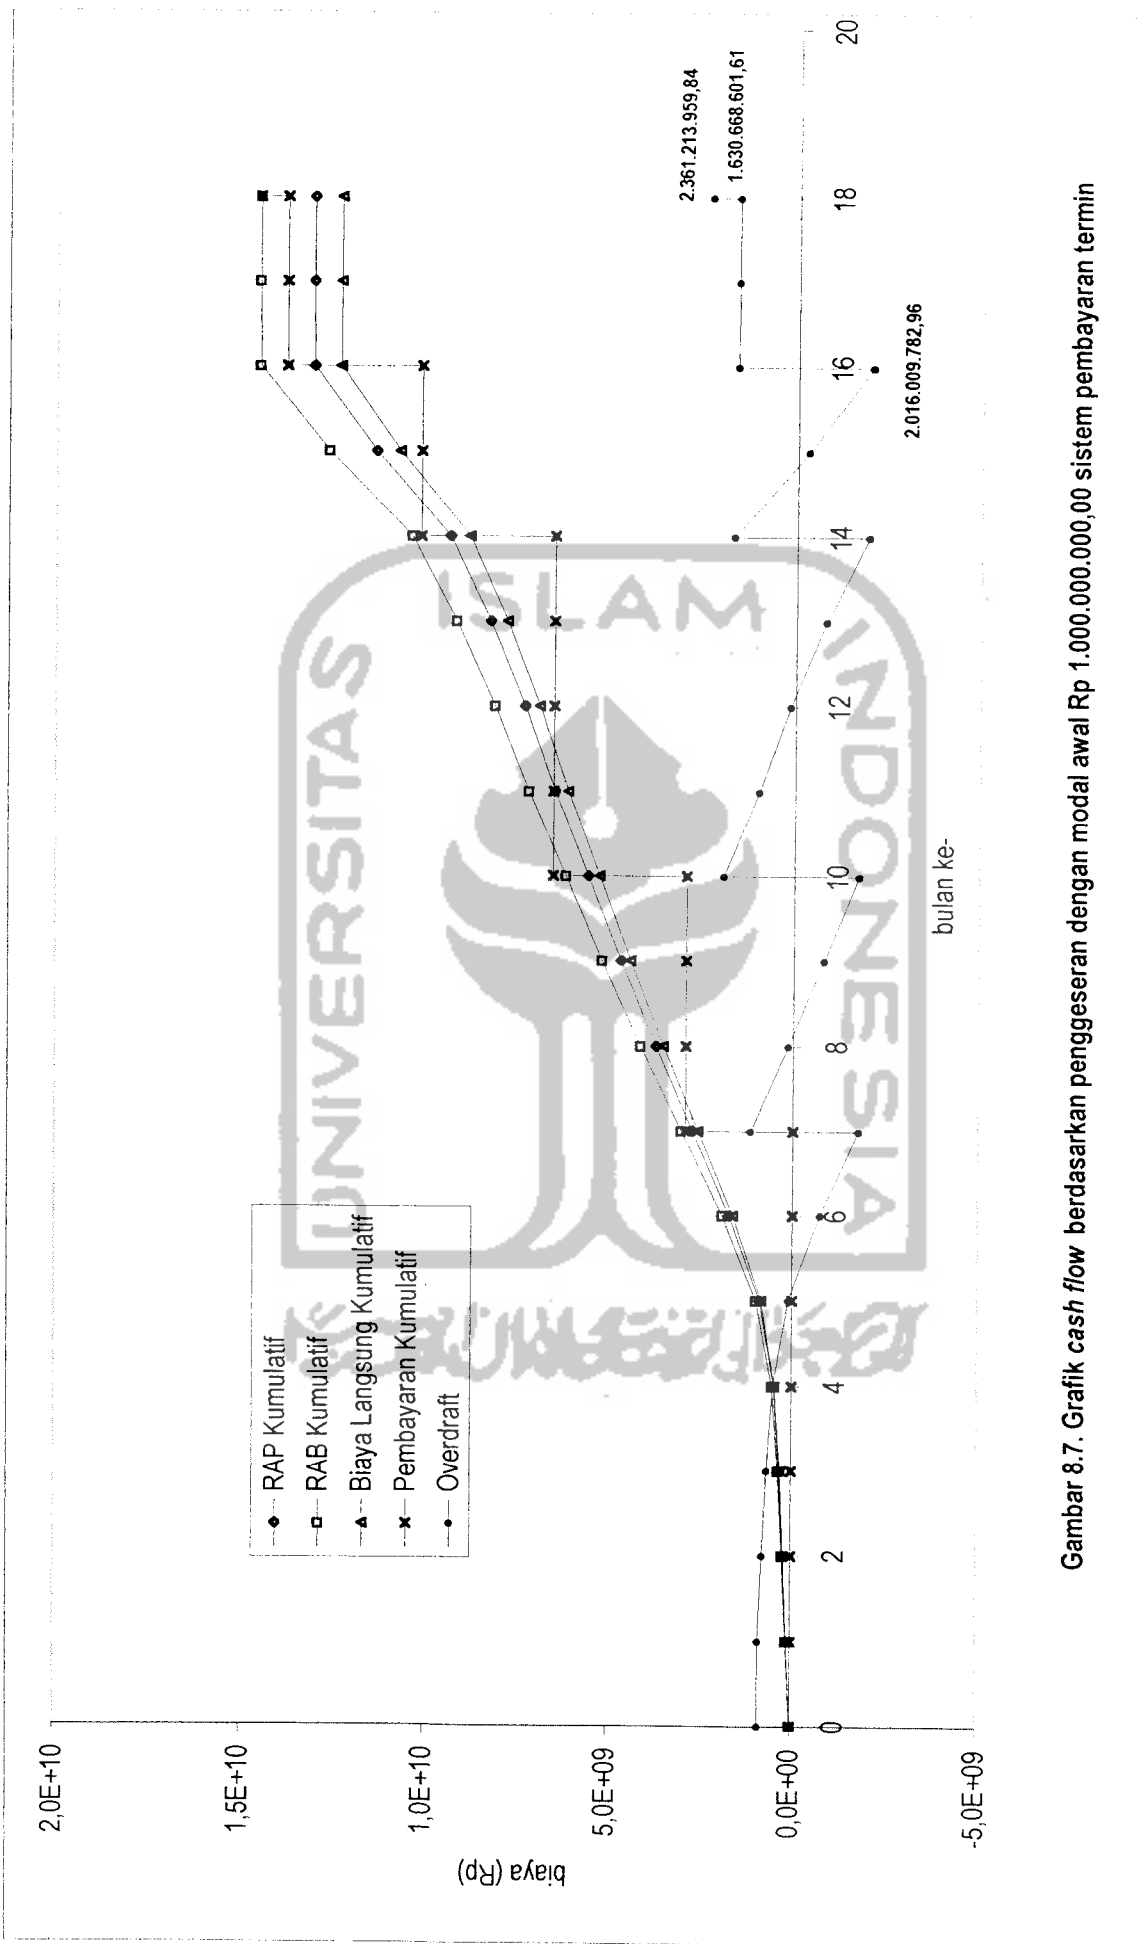 2,0E+10
1,5E+10
1,0E+10
5,0E+09
0,0E+00
-5,0E+09
biaya (Rp)
RAP Kumulatif
RAB Kumulatif
Biaya Langsung Kumulatif
Pembayaran Kumulatif
Overdraft
2.361.213.959,84
1.630.668.601,61
2.016.009.782,96
0
2
4
6
8
10
12
14
16
18
20
bulan ke-
UNIVERSITAS
ISLAM
INDONESIA
Gambar 8.7. Grafik cash flow berdasarkan penggeseran dengan modal awal Rp 1.000.000.000,00 sistem pembayaran termin